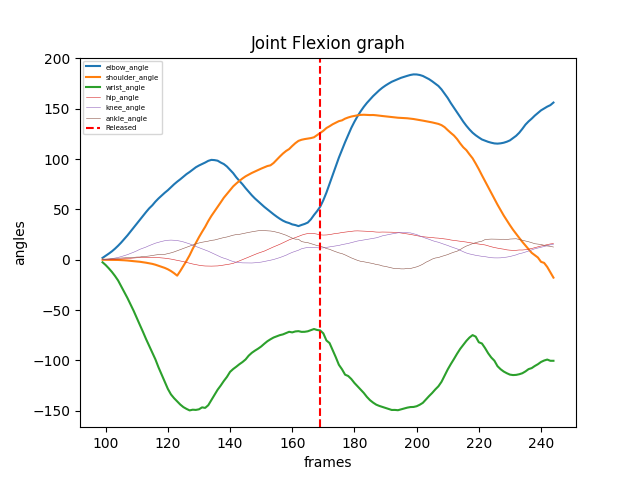 Joint Flexion graph
elbow_angle
shoulder_angle
wrist_angle
hip_angle
knee_angle
ankle_angle
Released
200
150
100
50
0
−50
−100
−150
angles
100 120 140 160 180 200 220 240
frames